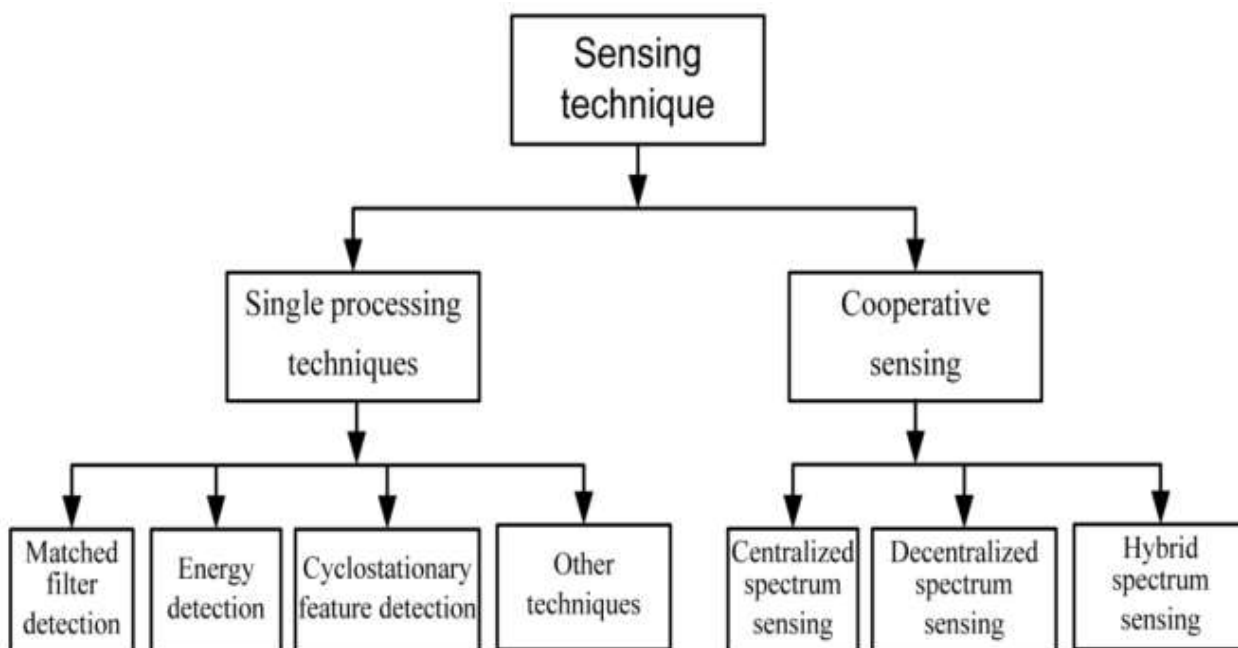 Sensing
technique
Single processing
techniques
Cooperative
sensing
Matched
filter
detection
Energy
detection
Cyclostationary
feature detection
Other
techniques
Centralized
spectrum
sensing
Decentralized
spectrum
sensing
Hybrid
spectrum
sensing